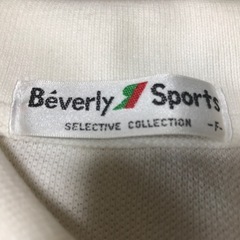 Béverly Sports
SELECTIVE COLLECTION -F-